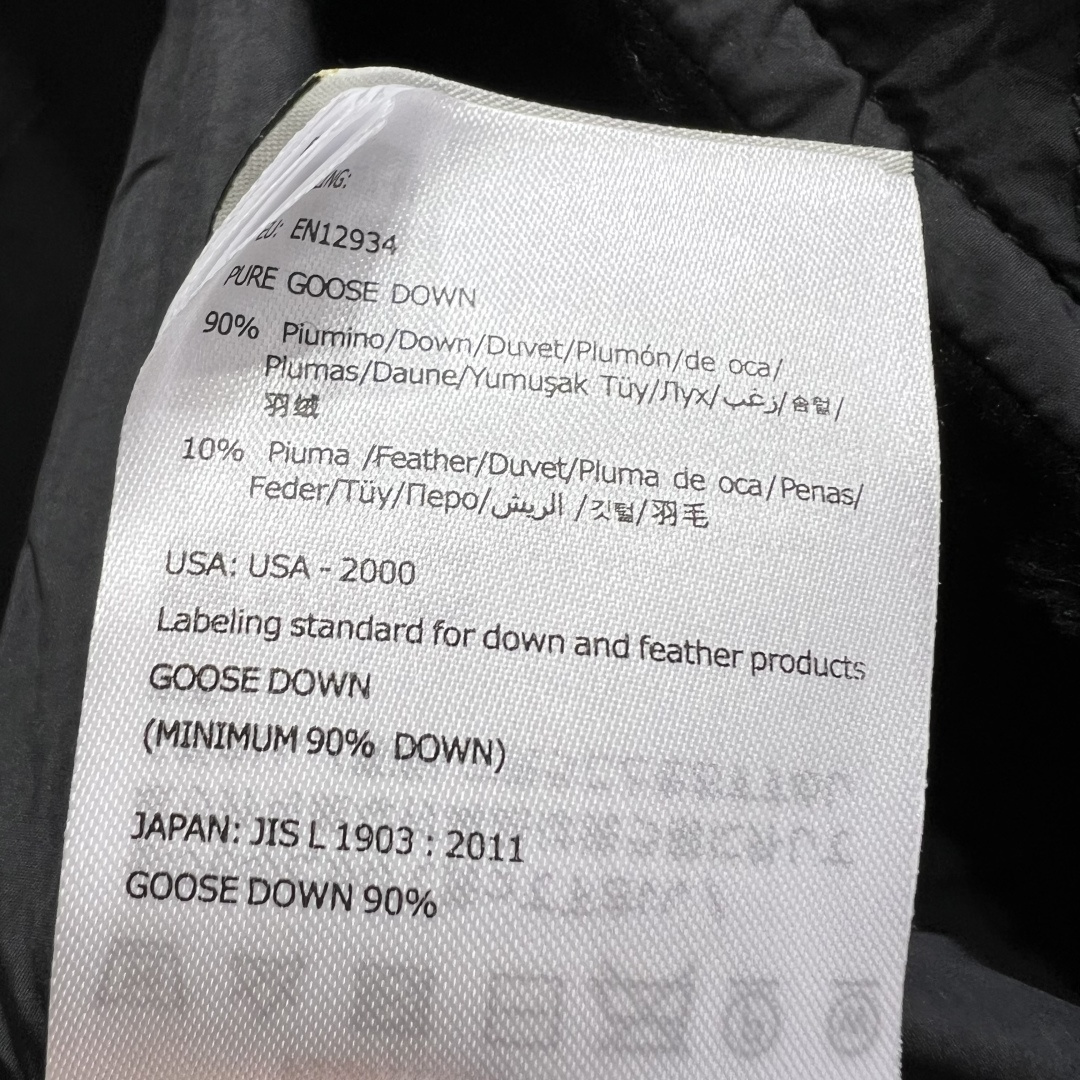 EU: EN12934
PURE GOOSE DOWN
90% Piumino/Down/Duvet/Plumón/de oca/
Plumas/Daune/Yumuşak Tüy/Пух/زغب/솜털/
羽绒
10% Piuma /Feather/Duvet/Pluma de oca/Penas/
Feder/Tüy/Перо/الريش /깃털/羽毛
USA: USA - 2000
Labeling standard for down and feather products
GOOSE DOWN
(MINIMUM 90% DOWN)
JAPAN: JIS L 1903 : 2011
GOOSE DOWN 90%